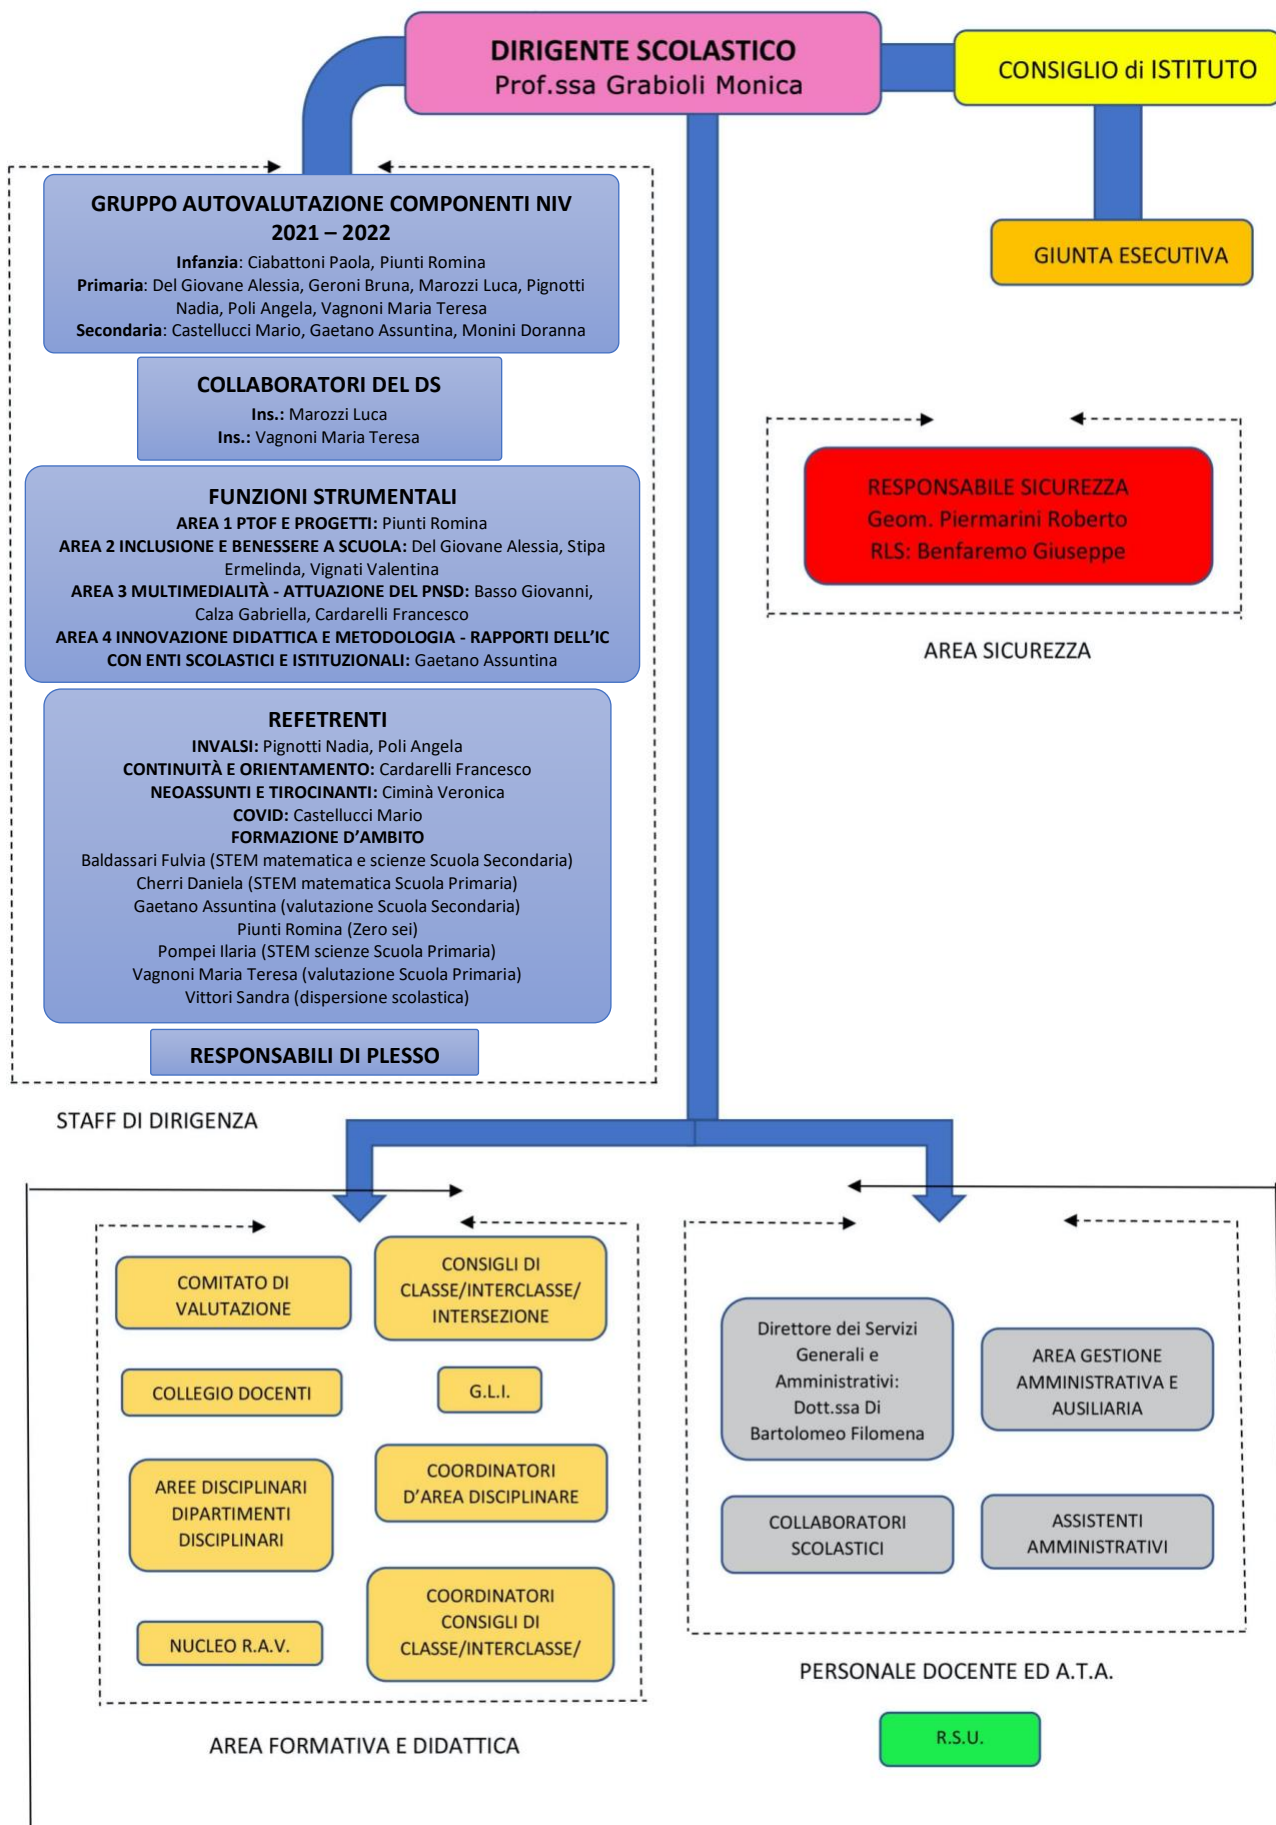 DIRIGENTE SCOLASTICO
Prof.ssa Grabioli Monica
CONSIGLIO di ISTITUTO
GIUNTA ESECUTIVA
GRUPPO AUTOVALUTAZIONE COMPONENTI NIV
2021 – 2022
Infanzia: Ciabattoni Paola, Piunti Romina
Primaria: Del Giovane Alessia, Geroni Bruna, Marozzi Luca, Pignotti
Nadia, Poli Angela, Vagnoni Maria Teresa
Secondaria: Castellucci Mario, Gaetano Assuntina, Monini Doranna
COLLABORATORI DEL DS
Ins.: Marozzi Luca
Ins.: Vagnoni Maria Teresa
FUNZIONI STRUMENTALI
AREA 1 PTOF E PROGETTI: Piunti Romina
AREA 2 INCLUSIONE E BENESSERE A SCUOLA: Del Giovane Alessia, Stipa
Ermelinda, Vignati Valentina
AREA 3 MULTIMEDIALITÀ - ATTUAZIONE DEL PNSD: Basso Giovanni,
Calza Gabriella, Cardarelli Francesco
AREA 4 INNOVAZIONE DIDATTICA E METODOLOGIA - RAPPORTI DELL'IC
CON ENTI SCOLASTICI E ISTITUZIONALI: Gaetano Assuntina
REFETRENTI
INVALSI: Pignotti Nadia, Poli Angela
CONTINUITÀ E ORIENTAMENTO: Cardarelli Francesco
NEOASSUNTI E TIROCINANTI: Ciminà Veronica
COVID: Castellucci Mario
FORMAZIONE D'AMBITO
Baldassari Fulvia (STEM matematica e scienze Scuola Secondaria)
Cherri Daniela (STEM matematica Scuola Primaria)
Gaetano Assuntina (valutazione Scuola Secondaria)
Piunti Romina (Zero sei)
Pompei Ilaria (STEM scienze Scuola Primaria)
Vagnoni Maria Teresa (valutazione Scuola Primaria)
Vittori Sandra (dispersione scolastica)
RESPONSABILI DI PLESSO
STAFF DI DIRIGENZA
RESPONSABILE SICUREZZA
Geom. Piermarini Roberto
RLS: Benfaremo Giuseppe
AREA SICUREZZA
COMITATO DI
VALUTAZIONE
CONSIGLI DI
CLASSE/INTERCLASSE/
INTERSEZIONE
COLLEGIO DOCENTI
G.L.I.
AREE DISCIPLINARI
DIPARTIMENTI
DISCIPLINARI
COORDINATORI
D'AREA DISCIPLINARE
NUCLEO R.A.V.
COORDINATORI
CONSIGLI DI
CLASSE/INTERCLASSE/
AREA FORMATIVA E DIDATTICA
Direttore dei Servizi
Generali e
Amministrativi:
Dott.ssa Di
Bartolomeo Filomena
AREA GESTIONE
AMMINISTRATIVA E
AUSILIARIA
COLLABORATORI
SCOLASTICI
ASSISTENTI
AMMINISTRATIVI
PERSONALE DOCENTE ED A.T.A.
R.S.U.